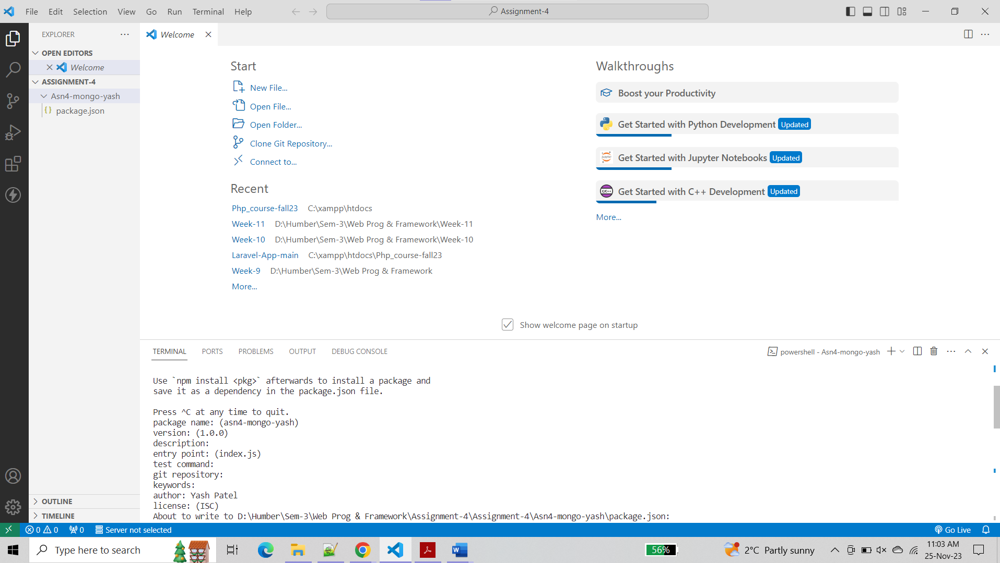 File Edit Selection View Go Run Terminal Help
Assignment-4
EXPLORER
OPEN EDITORS
Welcome
ASSIGNMENT-4
Asn4-mongo-yash
{} package.json
OUTLINE
TIMELINE
Welcome
Start
New File...
Open File...
Open Folder...
Clone Git Repository...
Connect to...
Recent
Php_course-fall23 C:\xampp\htdocs
Week-11 D:\Humber\Sem-3\Web Prog & Framework\Week-11
Week-10 D:\Humber\Sem-3\Web Prog & Framework\Week-10
Laravel-App-main C:\xampp\htdocs\Php_course-fall23
Week-9 D:\Humber\Sem-3\Web Prog & Framework
More...
Walkthroughs
Boost your Productivity
Get Started with Python Development Updated
Jupyter Get Started with Jupyter Notebooks Updated
C/C++ Get Started with C++ Development Updated
More...
Show welcome page on startup
TERMINAL PORTS PROBLEMS OUTPUT DEBUG CONSOLE
powershell - Asn4-mongo-yash
Use `npm install <pkg>` afterwards to install a package and
save it as a dependency in the package.json file.
Press ^C at any time to quit.
package name: (asn4-mongo-yash)
version: (1.0.0)
description:
entry point: (index.js)
test command:
git repository:
keywords:
author: Yash Patel
license: (ISC)
About to write to D:\Humber\Sem-3\Web Prog & Framework\Assignment-4\Assignment-4\Asn4-mongo-yash\package.json:
0 0 0 Server not selected
Go Live
Type here to search
56%
2°C Partly sunny
11:03 AM
25-Nov-23